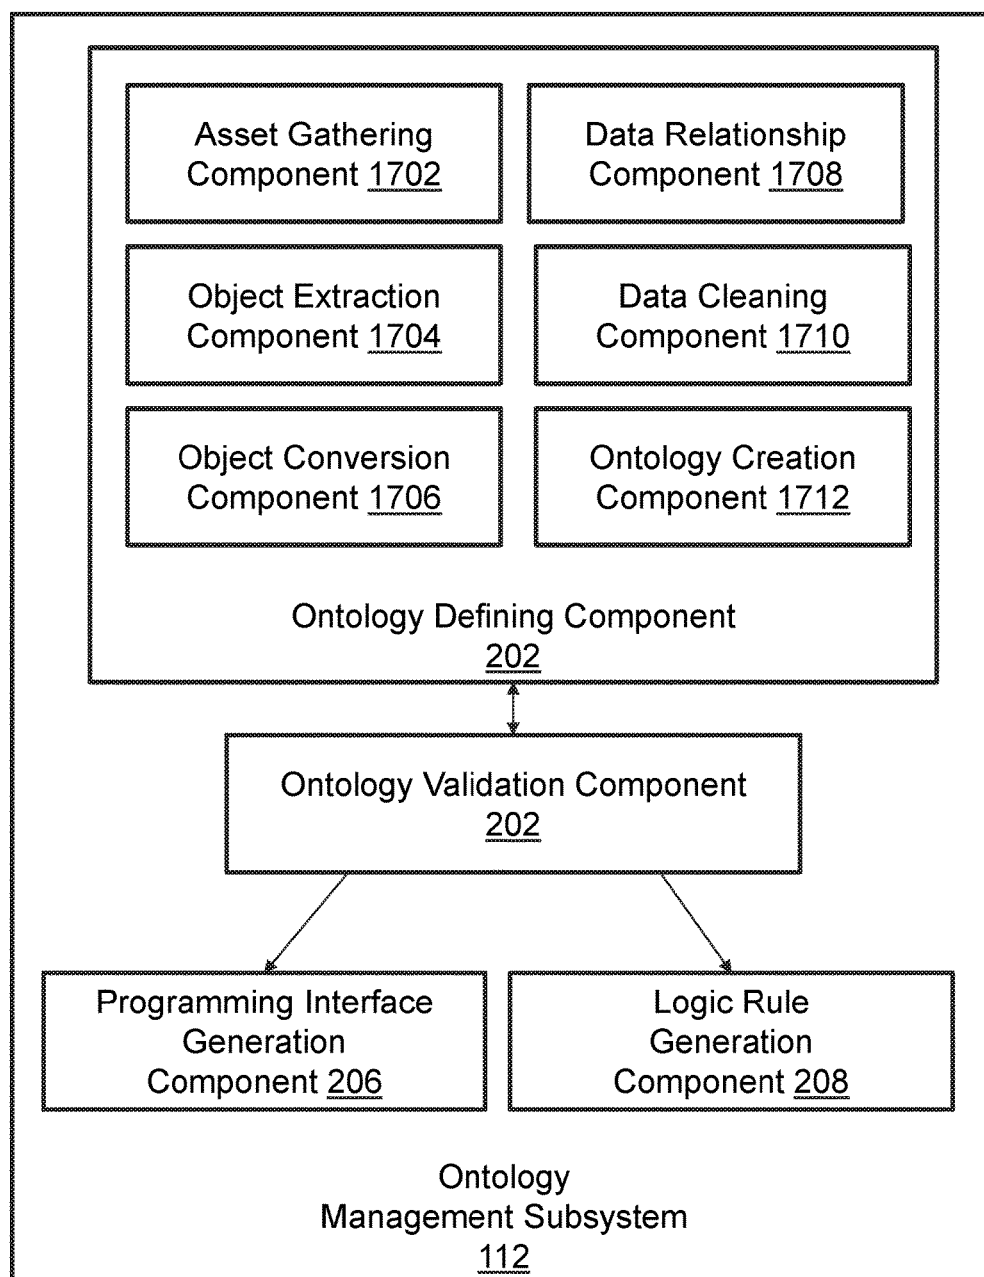 Asset Gathering
Component 1702
Data Relationship
Component 1708
Object Extraction
Component 1704
Data Cleaning
Component 1710
Object Conversion
Component 1706
Ontology Creation
Component 1712
Ontology Defining Component
202
Ontology Validation Component
202
Programming Interface
Generation
Component 206
Logic Rule
Generation
Component 208
Ontology
Management Subsystem
112